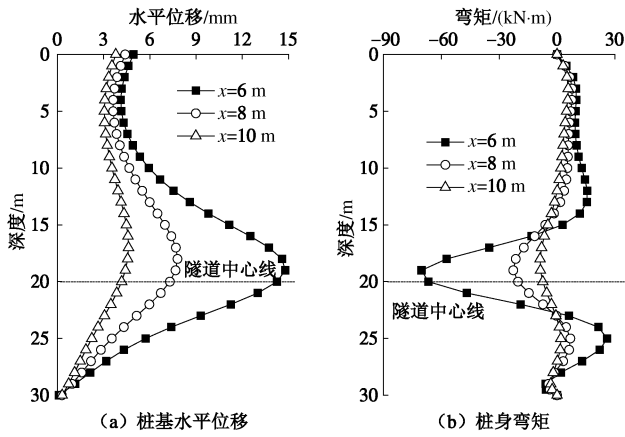 水平位移/mm
0 3 6 9 12 15
0
5
10
15
20
25
30
深度/m
x=6 m
x=8 m
x=10 m
隧道中心线
(a) 桩基水平位移
弯矩/(kN·m)
−90 −60 −30 0 30
0
5
10
15
20
25
30
深度/m
x=6 m
x=8 m
x=10 m
隧道中心线
(b) 桩身弯矩